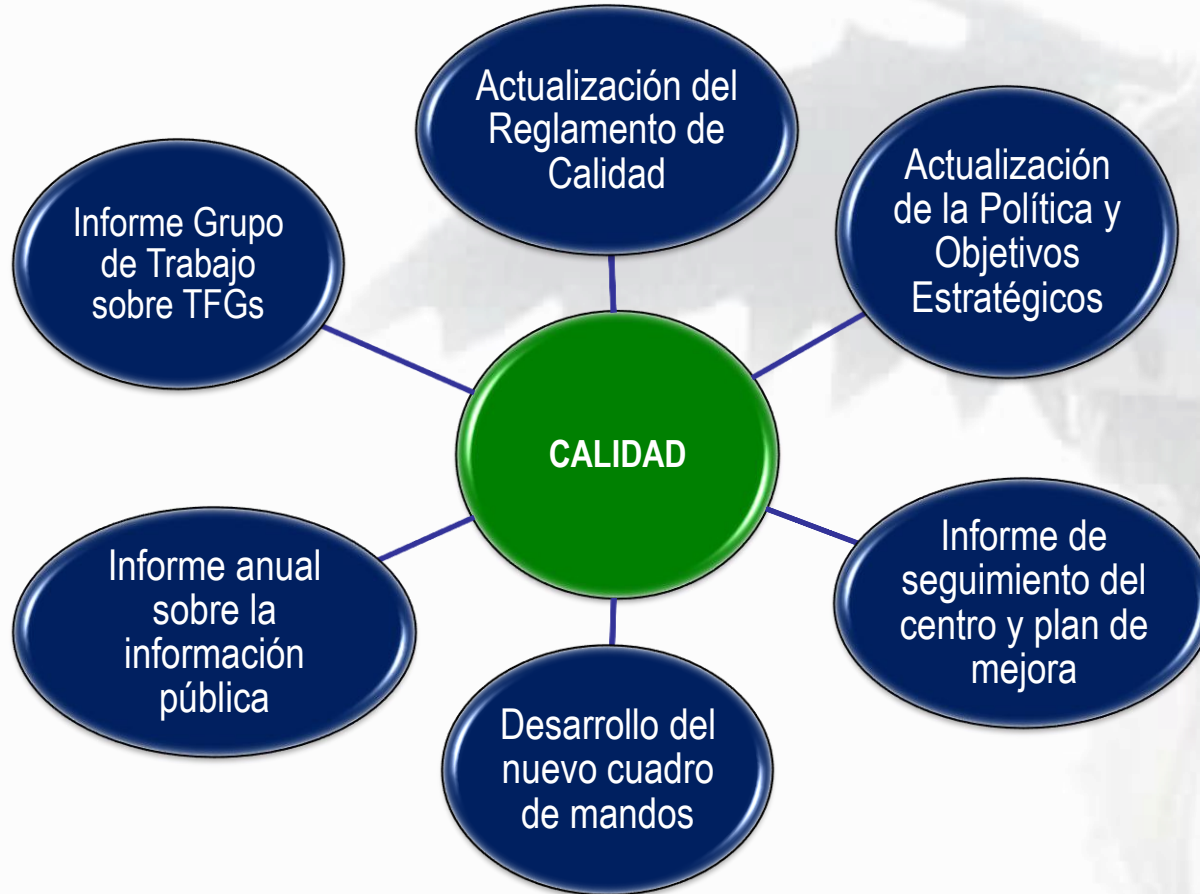 Actualización del
Reglamento de
Calidad
Actualización
de la Política y
Objetivos
Estratégicos
Informe Grupo
de Trabajo
sobre TFGs
CALIDAD
Informe de
seguimiento del
centro y plan de
mejora
Informe anual
sobre la
información
pública
Desarrollo del
nuevo cuadro
de mandos